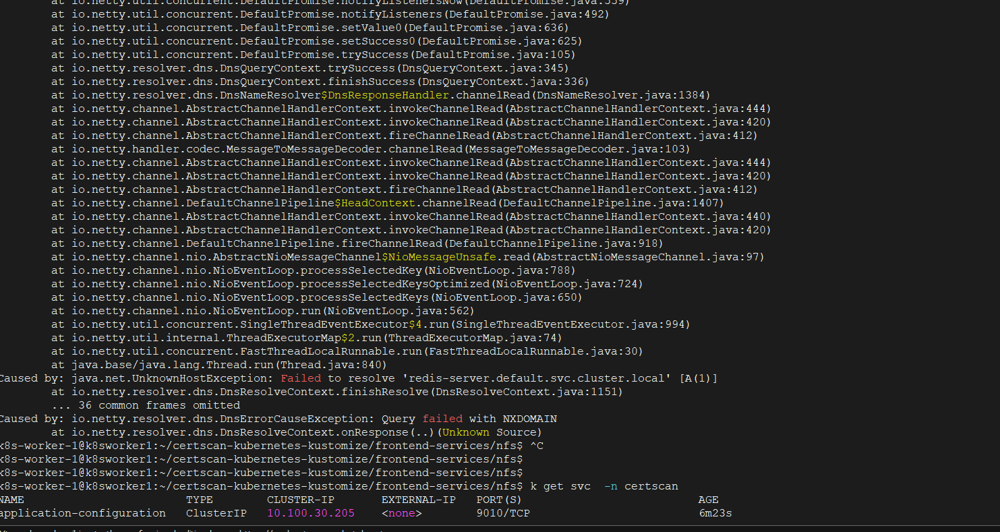 at io.netty.util.concurrent.DefaultPromise.notifyListenersNow(DefaultPromise.java:559)
at io.netty.util.concurrent.DefaultPromise.notifyListeners(DefaultPromise.java:492)
at io.netty.util.concurrent.DefaultPromise.setValue0(DefaultPromise.java:636)
at io.netty.util.concurrent.DefaultPromise.setSuccess0(DefaultPromise.java:625)
at io.netty.util.concurrent.DefaultPromise.trySuccess(DefaultPromise.java:105)
at io.netty.resolver.dns.DnsQueryContext.trySuccess(DnsQueryContext.java:345)
at io.netty.resolver.dns.DnsQueryContext.finishSuccess(DnsQueryContext.java:336)
at io.netty.resolver.dns.DnsNameResolver$DnsResponseHandler.channelRead(DnsNameResolver.java:1384)
at io.netty.channel.AbstractChannelHandlerContext.invokeChannelRead(AbstractChannelHandlerContext.java:444)
at io.netty.channel.AbstractChannelHandlerContext.invokeChannelRead(AbstractChannelHandlerContext.java:420)
at io.netty.channel.AbstractChannelHandlerContext.fireChannelRead(AbstractChannelHandlerContext.java:412)
at io.netty.handler.codec.MessageToMessageDecoder.channelRead(MessageToMessageDecoder.java:103)
at io.netty.channel.AbstractChannelHandlerContext.invokeChannelRead(AbstractChannelHandlerContext.java:444)
at io.netty.channel.AbstractChannelHandlerContext.invokeChannelRead(AbstractChannelHandlerContext.java:420)
at io.netty.channel.AbstractChannelHandlerContext.fireChannelRead(AbstractChannelHandlerContext.java:412)
at io.netty.channel.DefaultChannelPipeline$HeadContext.channelRead(DefaultChannelPipeline.java:1407)
at io.netty.channel.AbstractChannelHandlerContext.invokeChannelRead(AbstractChannelHandlerContext.java:440)
at io.netty.channel.AbstractChannelHandlerContext.invokeChannelRead(AbstractChannelHandlerContext.java:420)
at io.netty.channel.DefaultChannelPipeline.fireChannelRead(DefaultChannelPipeline.java:918)
at io.netty.channel.nio.AbstractNioMessageChannel$NioMessageUnsafe.read(AbstractNioMessageChannel.java:97)
at io.netty.channel.nio.NioEventLoop.processSelectedKey(NioEventLoop.java:788)
at io.netty.channel.nio.NioEventLoop.processSelectedKeysOptimized(NioEventLoop.java:724)
at io.netty.channel.nio.NioEventLoop.processSelectedKeys(NioEventLoop.java:650)
at io.netty.channel.nio.NioEventLoop.run(NioEventLoop.java:562)
at io.netty.util.concurrent.SingleThreadEventExecutor$4.run(SingleThreadEventExecutor.java:994)
at io.netty.util.internal.ThreadExecutorMap$2.run(ThreadExecutorMap.java:74)
at io.netty.util.concurrent.FastThreadLocalRunnable.run(FastThreadLocalRunnable.java:30)
at java.base/java.lang.Thread.run(Thread.java:840)
Caused by: java.net.UnknownHostException: Failed to resolve 'redis-server.default.svc.cluster.local' [A(1)]
at io.netty.resolver.dns.DnsResolveContext.finishResolve(DnsResolveContext.java:1151)
... 36 common frames omitted
Caused by: io.netty.resolver.dns.DnsErrorCauseException: Query failed with NXDOMAIN
at io.netty.resolver.dns.DnsResolveContext.onResponse(..)(Unknown Source)
k8s-worker-1@k8sworker1:~/certscan-kubernetes-kustomize/frontend-services/nfs$ ^C
k8s-worker-1@k8sworker1:~/certscan-kubernetes-kustomize/frontend-services/nfs$
k8s-worker-1@k8sworker1:~/certscan-kubernetes-kustomize/frontend-services/nfs$
k8s-worker-1@k8sworker1:~/certscan-kubernetes-kustomize/frontend-services/nfs$ k get svc -n certscan
NAME TYPE CLUSTER-IP EXTERNAL-IP PORT(S) AGE
application-configuration ClusterIP 10.100.30.205 <none> 9010/TCP 6m23s